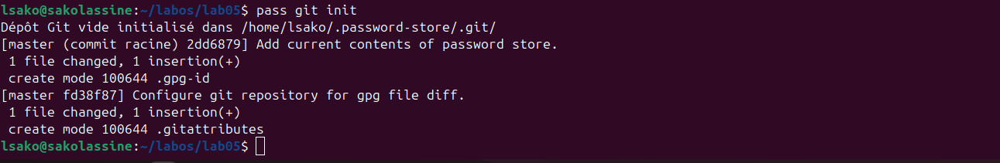 lsako@sakolassine:~/labos/lab05$ pass git init
Dépôt Git vide initialisé dans /home/lsako/.password-store/.git/
[master (commit racine) 2dd6879] Add current contents of password store.
 1 file changed, 1 insertion(+)
 create mode 100644 .gpg-id
[master fd38f87] Configure git repository for gpg file diff.
 1 file changed, 1 insertion(+)
 create mode 100644 .gitattributes
lsako@sakolassine:~/labos/lab05$